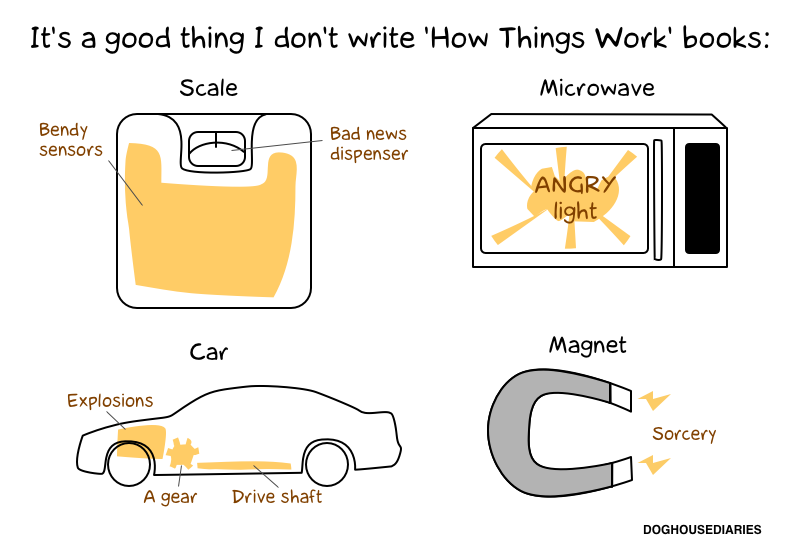 It's a good thing I don't write 'How Things Work' books:
Scale
Bendy
sensors
Bad news
dispenser
Microwave
ANGRY
light
Car
Explosions
A gear
Drive shaft
Magnet
Sorcery
DOGHOUSEDIARIES